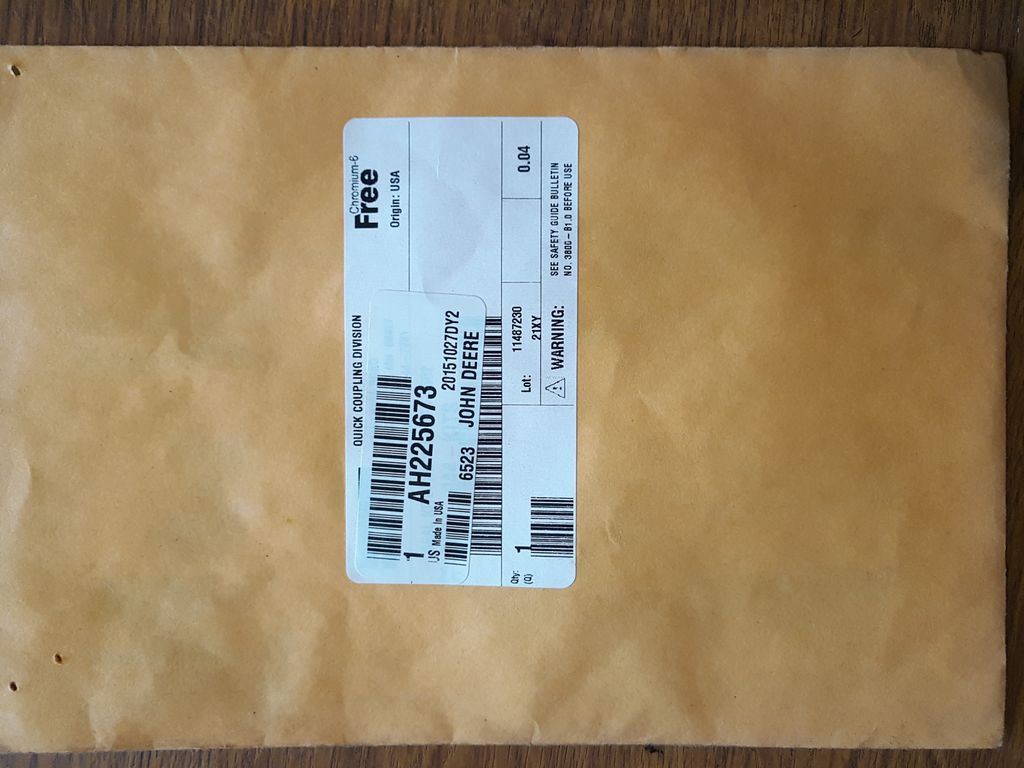 QUICK COUPLING DIVISION
Chromium-6
Free
Origin: USA
1 AH225673
US Made In USA 20151027DY2
6523 JOHN DEERE
Qty:
(Q)
1
Lot: 11487230
21XY
0.04
WARNING:
SEE SAFETY GUIDE BULLETIN
NO. 3800 – B1.0 BEFORE USE